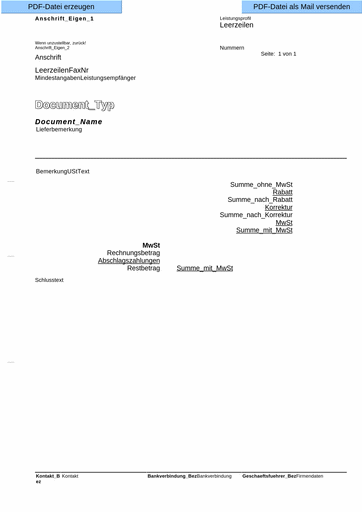 PDF-Datei erzeugen
PDF-Datei als Mail versenden
Anschrift_Eigen_1
Leistungsprofil
Leerzeilen
Wenn unzustellbar, zurück!
Anschrift_Eigen_2
Nummern
Seite: 1 von 1
Anschrift
LeerzeilenFaxNr
MindestangabenLeistungsempfänger
Document_Typ
Document_Name
Lieferbemerkung
BemerkungUStText
Summe_ohne_MwSt
Rabatt
Summe_nach_Rabatt
Korrektur
Summe_nach_Korrektur
MwSt
Summe_mit_MwSt
MwSt
Rechnungsbetrag
Abschlagszahlungen
Restbetrag Summe_mit_MwSt
Schlusstext
Kontakt_B Kontakt Bankverbindung_BezBankverbindung Geschaeftsfuehrer_BezFirmendaten
ez